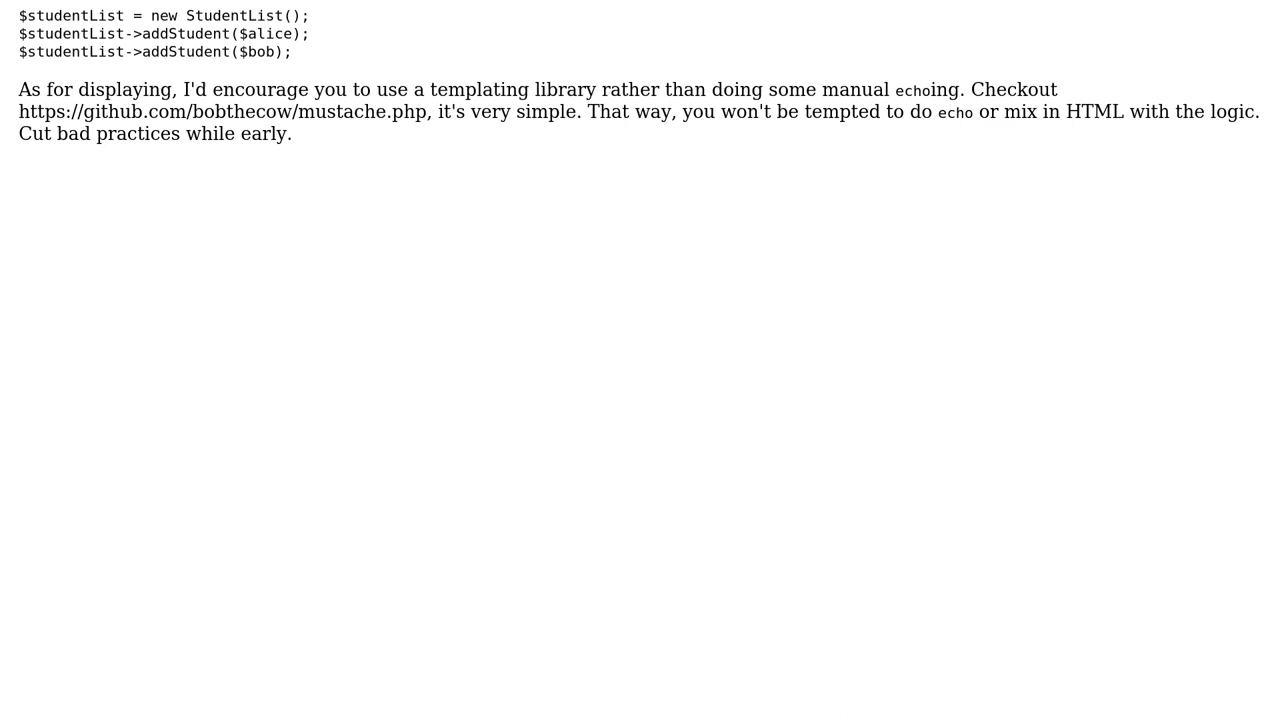 $studentList = new StudentList();
$studentList->addStudent($alice);
$studentList->addStudent($bob);
As for displaying, I'd encourage you to use a templating library rather than doing some manual echoing. Checkout
https://github.com/bobthecow/mustache.php, it's very simple. That way, you won't be tempted to do echo or mix in HTML with the logic.
Cut bad practices while early.